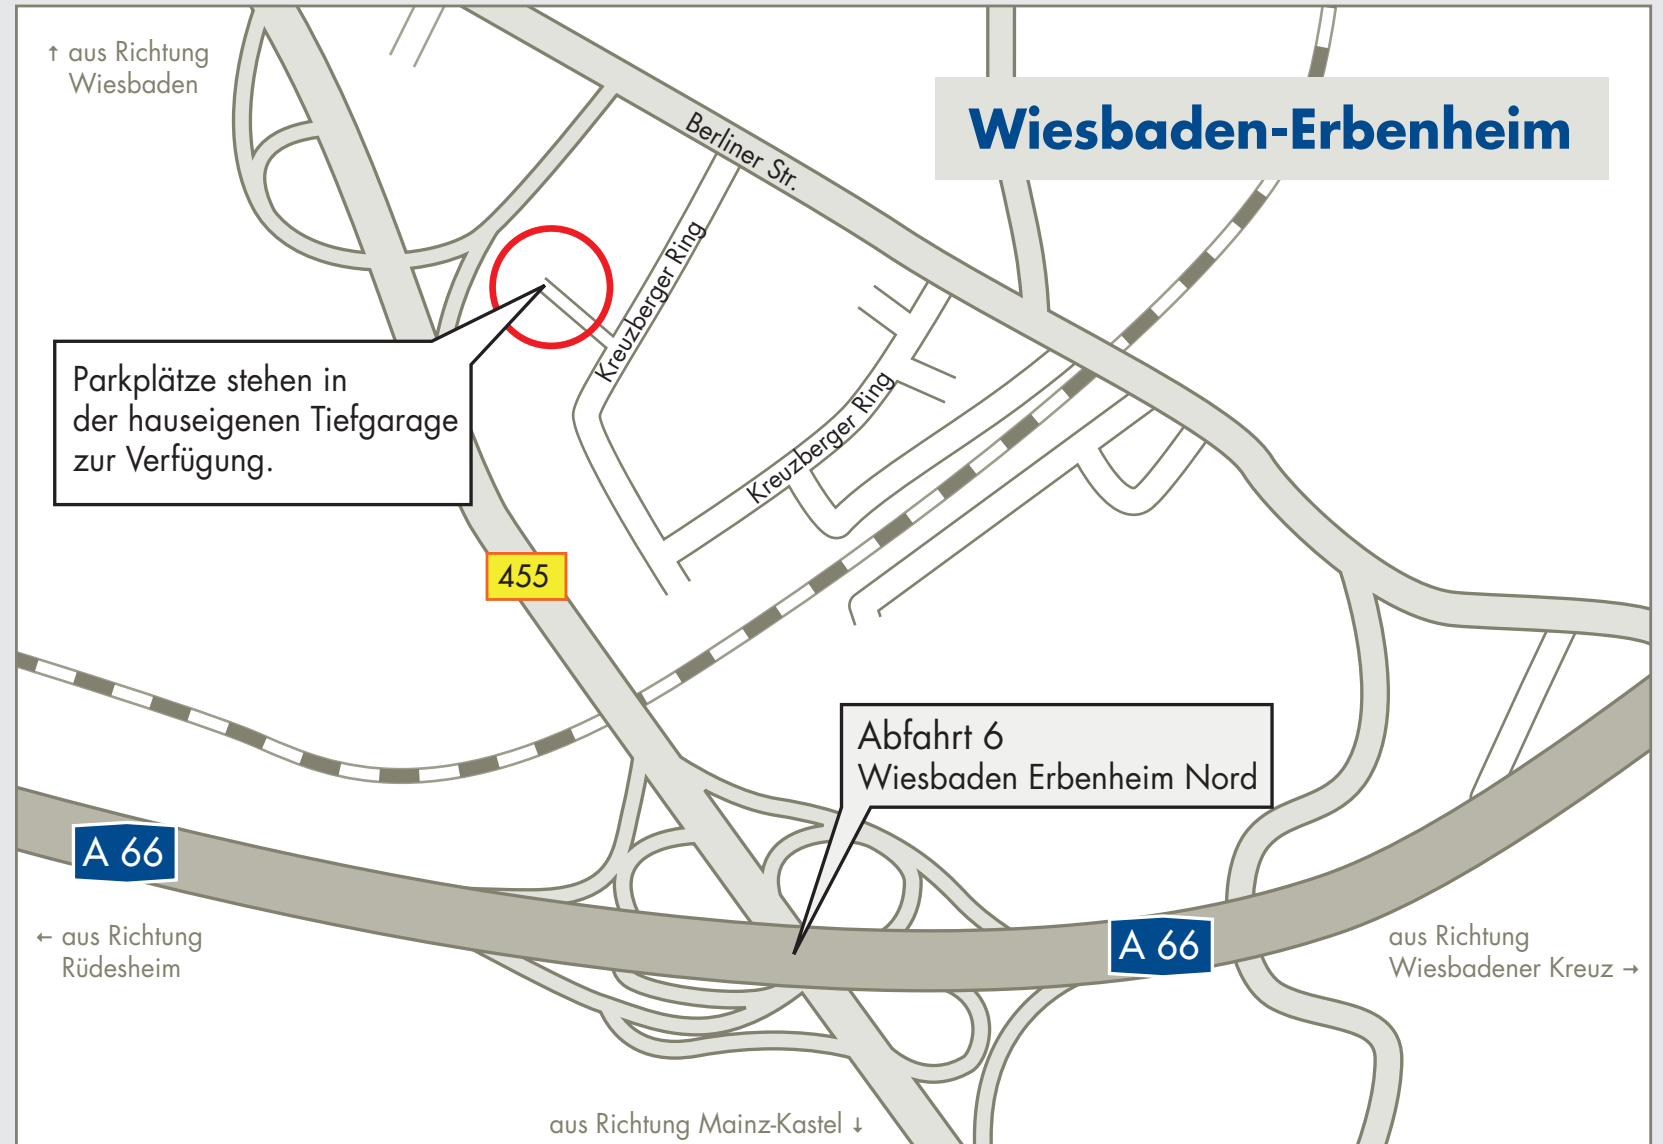 ↑ aus Richtung
Wiesbaden
Wiesbaden-Erbenheim
Berliner Str.
Kreuzberger Ring
Parkplätze stehen in
der hauseigenen Tiefgarage
zur Verfügung.
Kreuzberger Ring
455
Abfahrt 6
Wiesbaden Erbenheim Nord
A 66
A 66
← aus Richtung
Rüdesheim
aus Richtung
Wiesbadener Kreuz →
aus Richtung Mainz-Kastel ↓